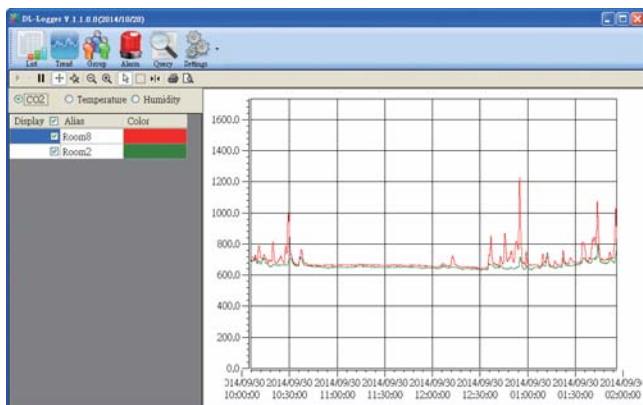 DL-Logger V 1.1.0.0(2014/10/20)
List Trend Group Alarm Query Settings
CO2 Temperature Humidity
Display Alias Color
Room8
Room2
1600.0
1400.0
1200.0
1000.0
800.0
600.0
400.0
200.0
0.0
2014/09/30 2014/09/30 2014/09/30 2014/09/30 2014/09/30 2014/09/30 2014/09/30 2014/09/30 2014/09/30
10:00:00 10:30:00 11:00:00 11:30:00 12:00:00 12:30:00 01:00:00 01:30:00 02:00:00